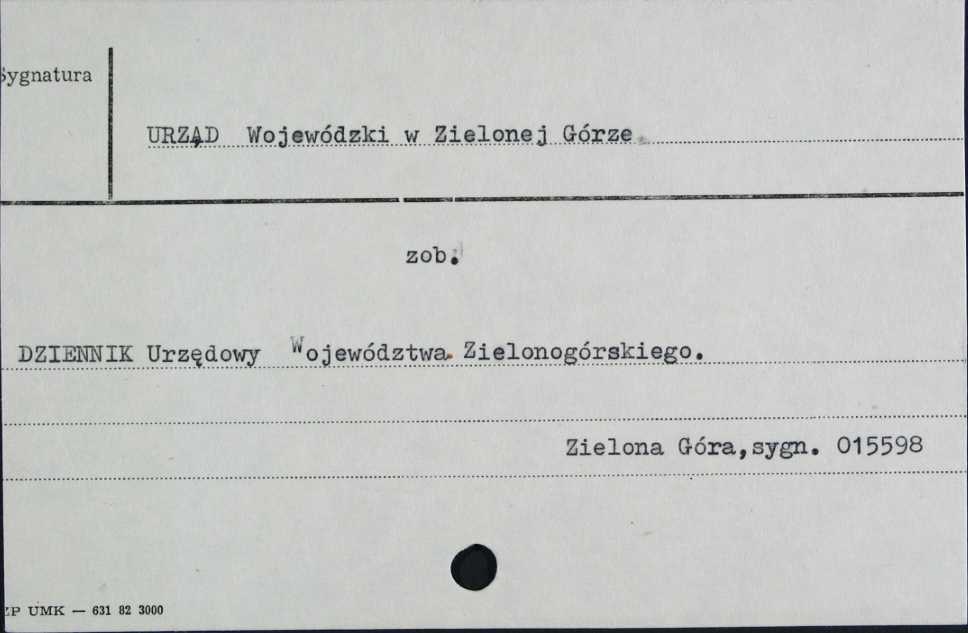 Sygnatura
URZĄD Wojewódzki w Zielonej Górze
zob.
DZIENNIK Urzędowy Województwa Zielonogórskiego.
Zielona Góra,sygn. 015598
ZP UMK — 631 82 3000